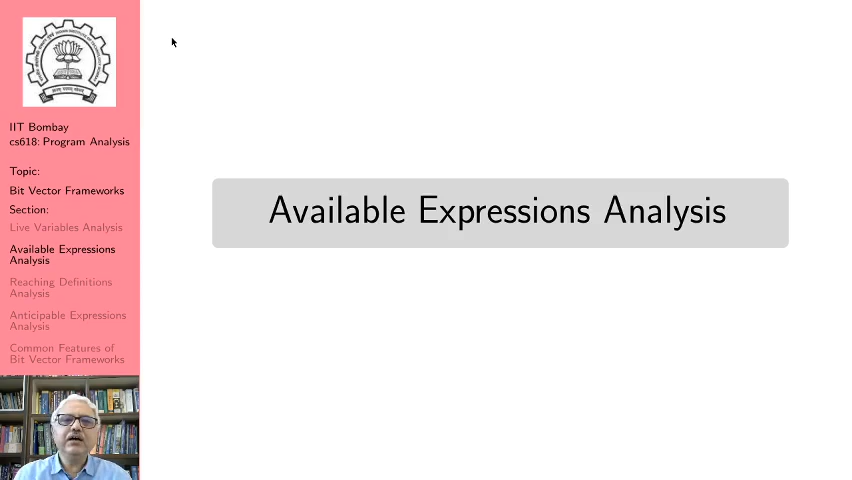 IIT Bombay
cs618: Program Analysis
Topic:
Bit Vector Frameworks
Section:
Live Variables Analysis
Available Expressions
Analysis
Reaching Definitions
Analysis
Anticipable Expressions
Analysis
Common Features of
Bit Vector Frameworks
Available Expressions Analysis